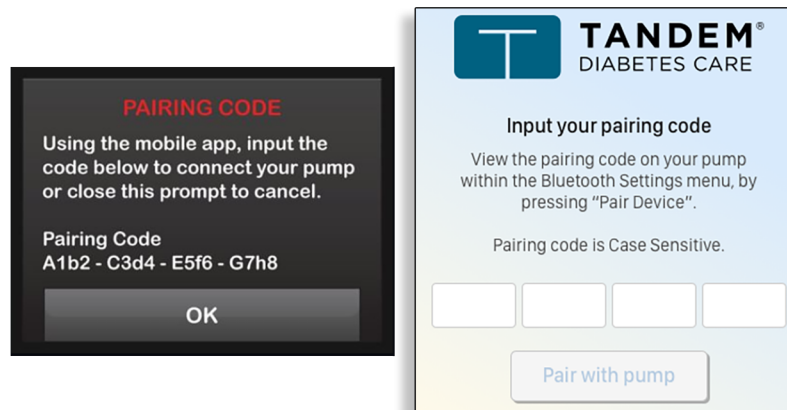 PAIRING CODE
Using the mobile app, input the
code below to connect your pump
or close this prompt to cancel.
Pairing Code
A1b2 - C3d4 - E5f6 - G7h8
OK
TANDEM®
DIABETES CARE
Input your pairing code
View the pairing code on your pump
within the Bluetooth Settings menu, by
pressing “Pair Device”.
Pairing code is Case Sensitive.
Pair with pump